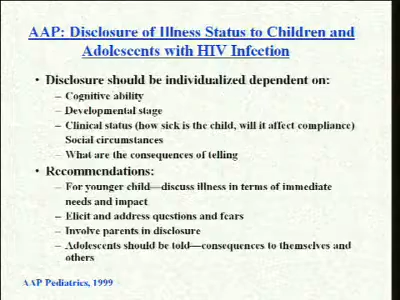 AAP: Disclosure of Illness Status to Children and
Adolescents with HIV Infection
• Disclosure should be individualized dependent on:
– Cognitive ability
– Developmental stage
– Clinical status (how sick is the child, will it affect compliance)
Social circumstances
– What are the consequences of telling
• Recommendations:
– For younger child—discuss illness in terms of immediate
needs and impact
– Elicit and address questions and fears
– Involve parents in disclosure
– Adolescents should be told—consequences to themselves and
others
AAP Pediatrics, 1999